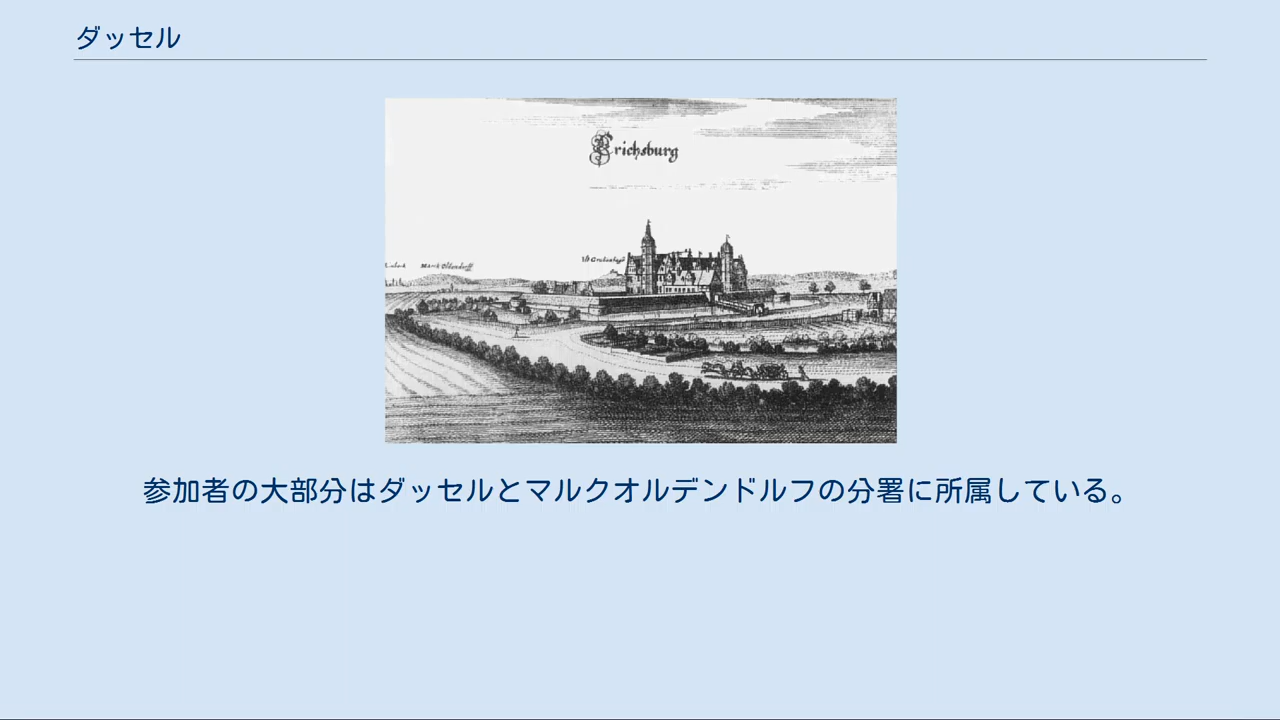 ダッセル
Erichsburg
Marck Oldendorff
参加者の大部分はダッセルとマルクオルデンドルフの分署に所属している。